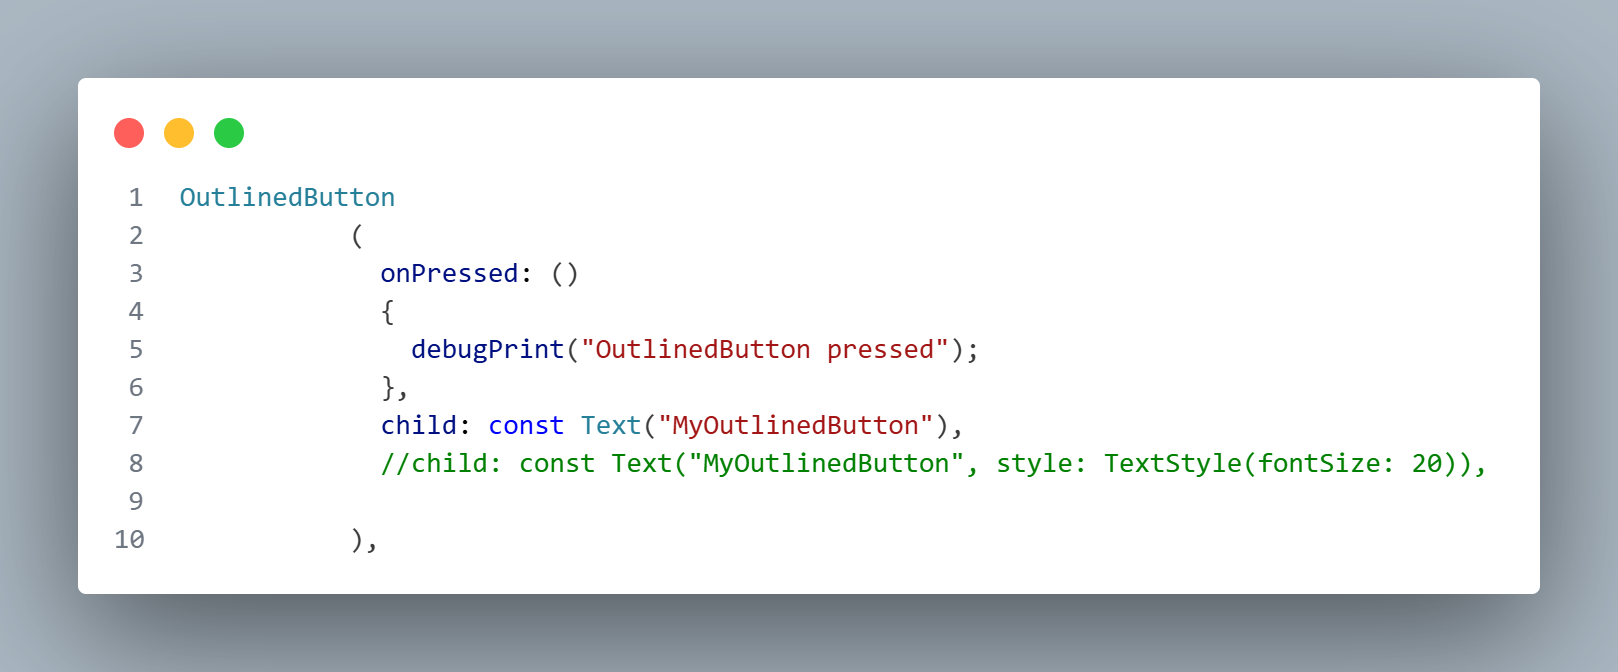 1 OutlinedButton
2 (
3 onPressed: ()
4 {
5 debugPrint("OutlinedButton pressed");
6 },
7 child: const Text("MyOutlinedButton"),
8 //child: const Text("MyOutlinedButton", style: TextStyle(fontSize: 20)),
9
10 ),